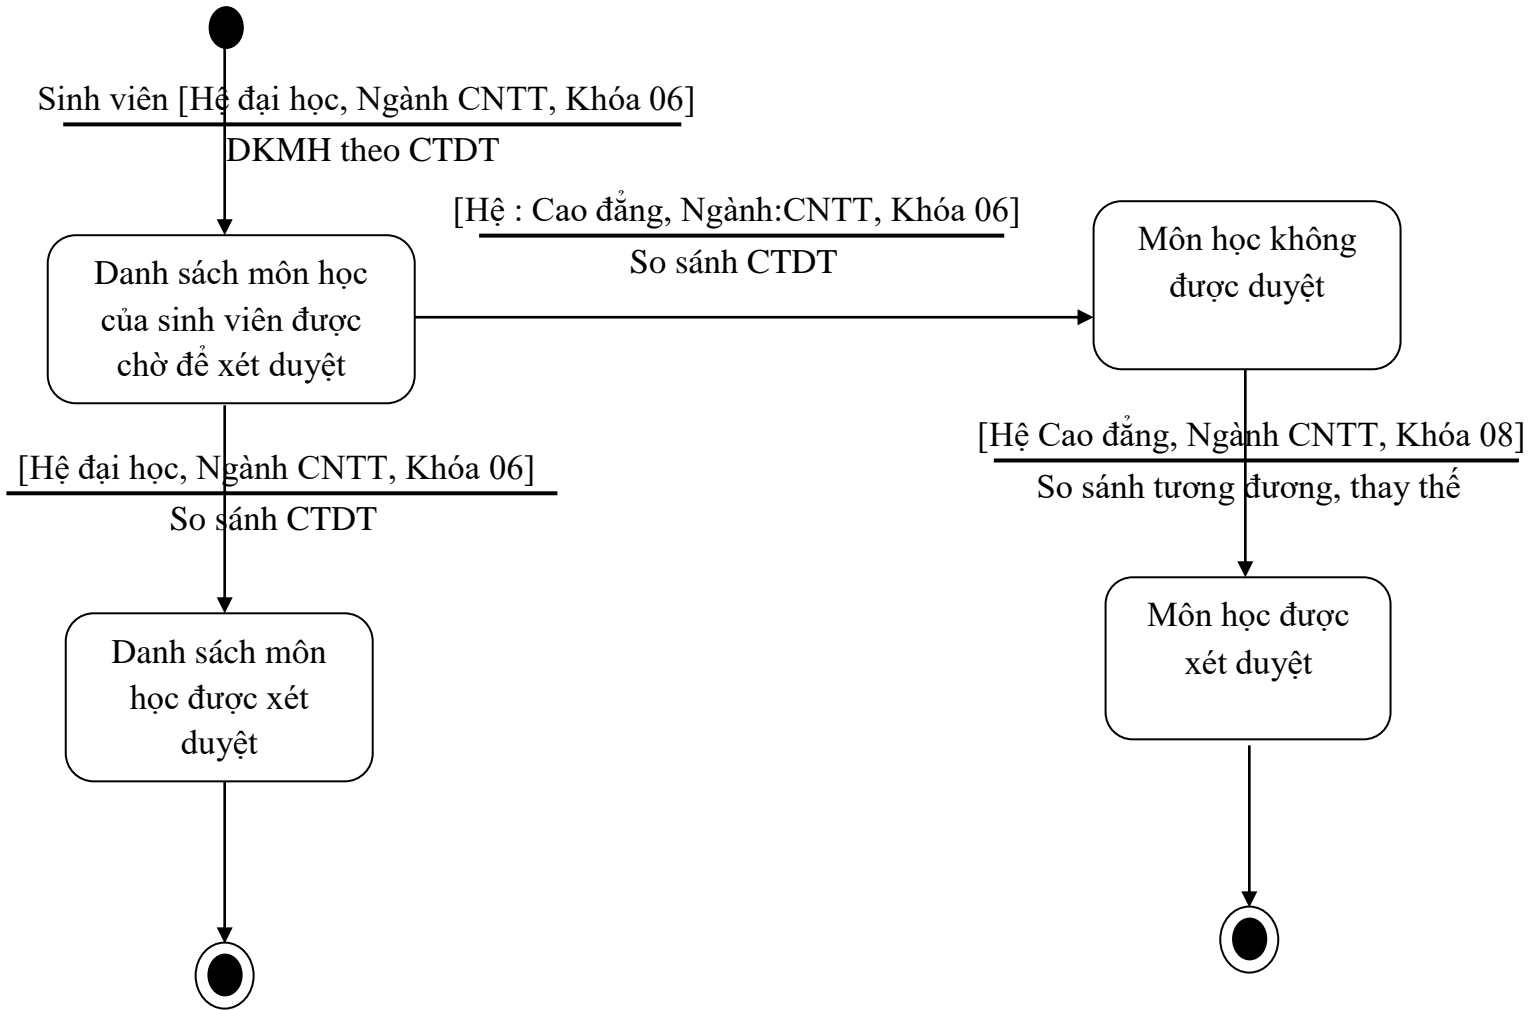 Sinh viên [Hệ đại học, Ngành CNTT, Khóa 06]
DKMH theo CTDT
[Hệ : Cao đẳng, Ngành:CNTT, Khóa 06]
So sánh CTDT
Danh sách môn học
của sinh viên được
chờ để xét duyệt
Môn học không
được duyệt
[Hệ đại học, Ngành CNTT, Khóa 06]
So sánh CTDT
[Hệ Cao đẳng, Ngành CNTT, Khóa 08]
So sánh tương đương, thay thế
Danh sách môn
học được xét
duyệt
Môn học được
xét duyệt